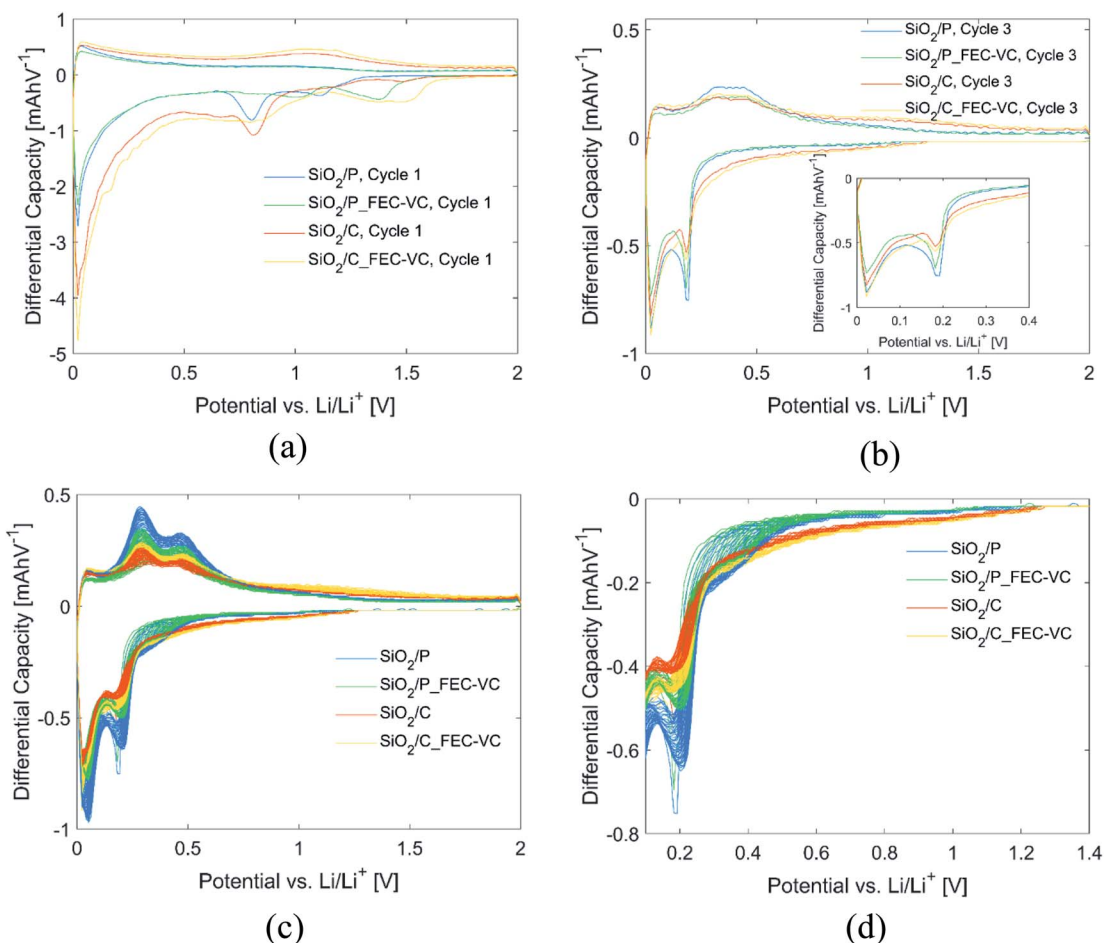 1
0
-1
-2
-3
-4
-5
0
0.5
1
1.5
2
Differential Capacity [mAhV⁻¹]
Potential vs. Li/Li⁺ [V]
SiO₂/P, Cycle 1
SiO₂/P_FEC-VC, Cycle 1
SiO₂/C, Cycle 1
SiO₂/C_FEC-VC, Cycle 1
(a)
0.5
0
-0.5
-1
0
0.5
1
1.5
2
Differential Capacity [mAhV⁻¹]
Potential vs. Li/Li⁺ [V]
SiO₂/P, Cycle 3
SiO₂/P_FEC-VC, Cycle 3
SiO₂/C, Cycle 3
SiO₂/C_FEC-VC, Cycle 3
0
-0.5
-1
0
0.1
0.2
0.3
0.4
Differential Capacity [mAhV⁻¹]
Potential vs. Li/Li⁺ [V]
(b)
0.5
0
-0.5
-1
0
0.5
1
1.5
2
Differential Capacity [mAhV⁻¹]
Potential vs. Li/Li⁺ [V]
SiO₂/P
SiO₂/P_FEC-VC
SiO₂/C
SiO₂/C_FEC-VC
(c)
0
-0.2
-0.4
-0.6
-0.8
0.2
0.4
0.6
0.8
1
1.2
1.4
Differential Capacity [mAhV⁻¹]
Potential vs. Li/Li⁺ [V]
SiO₂/P
SiO₂/P_FEC-VC
SiO₂/C
SiO₂/C_FEC-VC
(d)